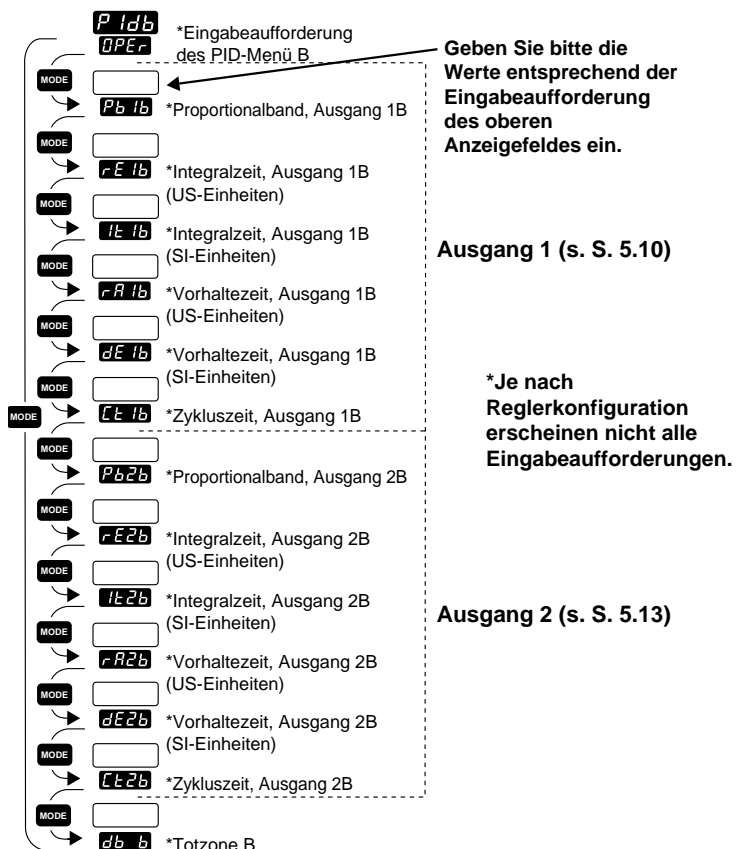 PIdb
OPEr
*Eingabeaufforderung
des PID-Menü B
Geben Sie bitte die
Werte entsprechend der
Eingabeaufforderung
des oberen
Anzeigefeldes ein.
MODE
Pb1b
*Proportionalband, Ausgang 1B
MODE
rE1b
*Integralzeit, Ausgang 1B
(US-Einheiten)
MODE
It1b
*Integralzeit, Ausgang 1B
(SI-Einheiten)
Ausgang 1 (s. S. 5.10)
MODE
rA1b
*Vorhaltezeit, Ausgang 1B
(US-Einheiten)
MODE
dE1b
*Vorhaltezeit, Ausgang 1B
(SI-Einheiten)
MODE
Ct1b
*Zykluszeit, Ausgang 1B
*Je nach
Reglerkonfiguration
erscheinen nicht alle
Eingabeaufforderungen.
MODE
MODE
Pb2b
*Proportionalband, Ausgang 2B
MODE
rE2b
*Integralzeit, Ausgang 2B
(US-Einheiten)
MODE
It2b
*Integralzeit, Ausgang 2B
(SI-Einheiten)
Ausgang 2 (s. S. 5.13)
MODE
rA2b
*Vorhaltezeit, Ausgang 2B
(US-Einheiten)
MODE
dE2b
*Vorhaltezeit, Ausgang 2B
(SI-Einheiten)
MODE
Ct2b
*Zykluszeit, Ausgang 2B
MODE
db b
*Totzone B